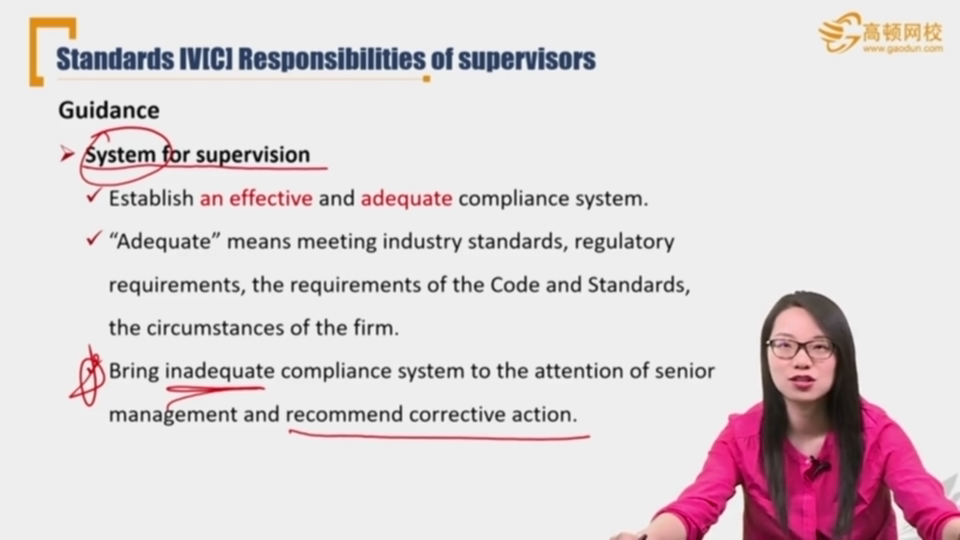 高顿网校
www.gaodun.com
Standards IV[C] Responsibilities of supervisors
Guidance
System for supervision
Establish an effective and adequate compliance system.
“Adequate” means meeting industry standards, regulatory
requirements, the requirements of the Code and Standards,
the circumstances of the firm.
Bring inadequate compliance system to the attention of senior
management and recommend corrective action.